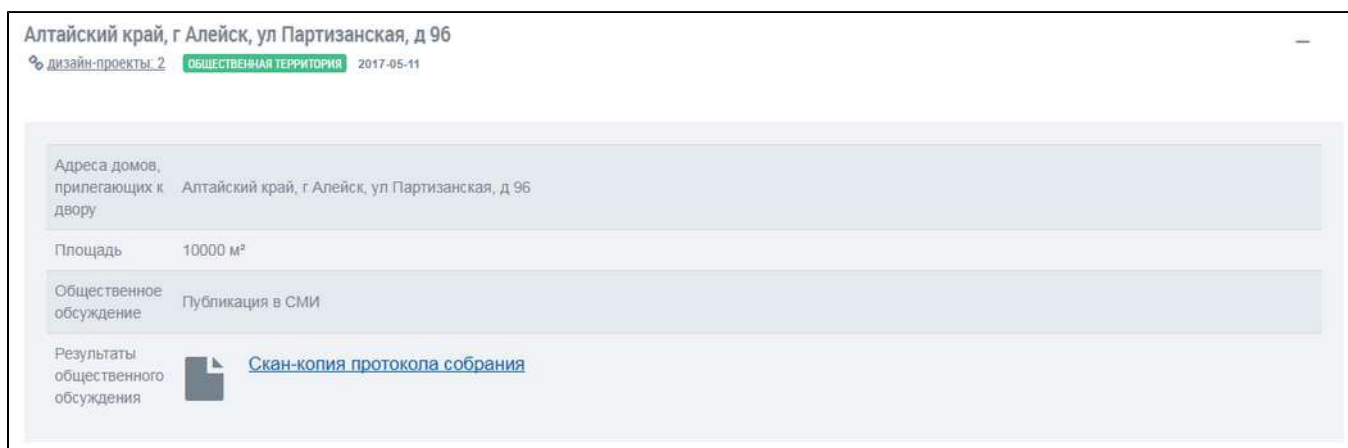 Алтайский край, г Алейск, ул Партизанская, д 96
дизайн-проекты: 2 ОБЩЕСТВЕННАЯ ТЕРРИТОРИЯ 2017-05-11
Адреса домов,
прилегающих к
двору
Алтайский край, г Алейск, ул Партизанская, д 96
Площадь 10000 м²
Общественное
обсуждение
Публикация в СМИ
Результаты
общественного
обсуждения
Скан-копия протокола собрания